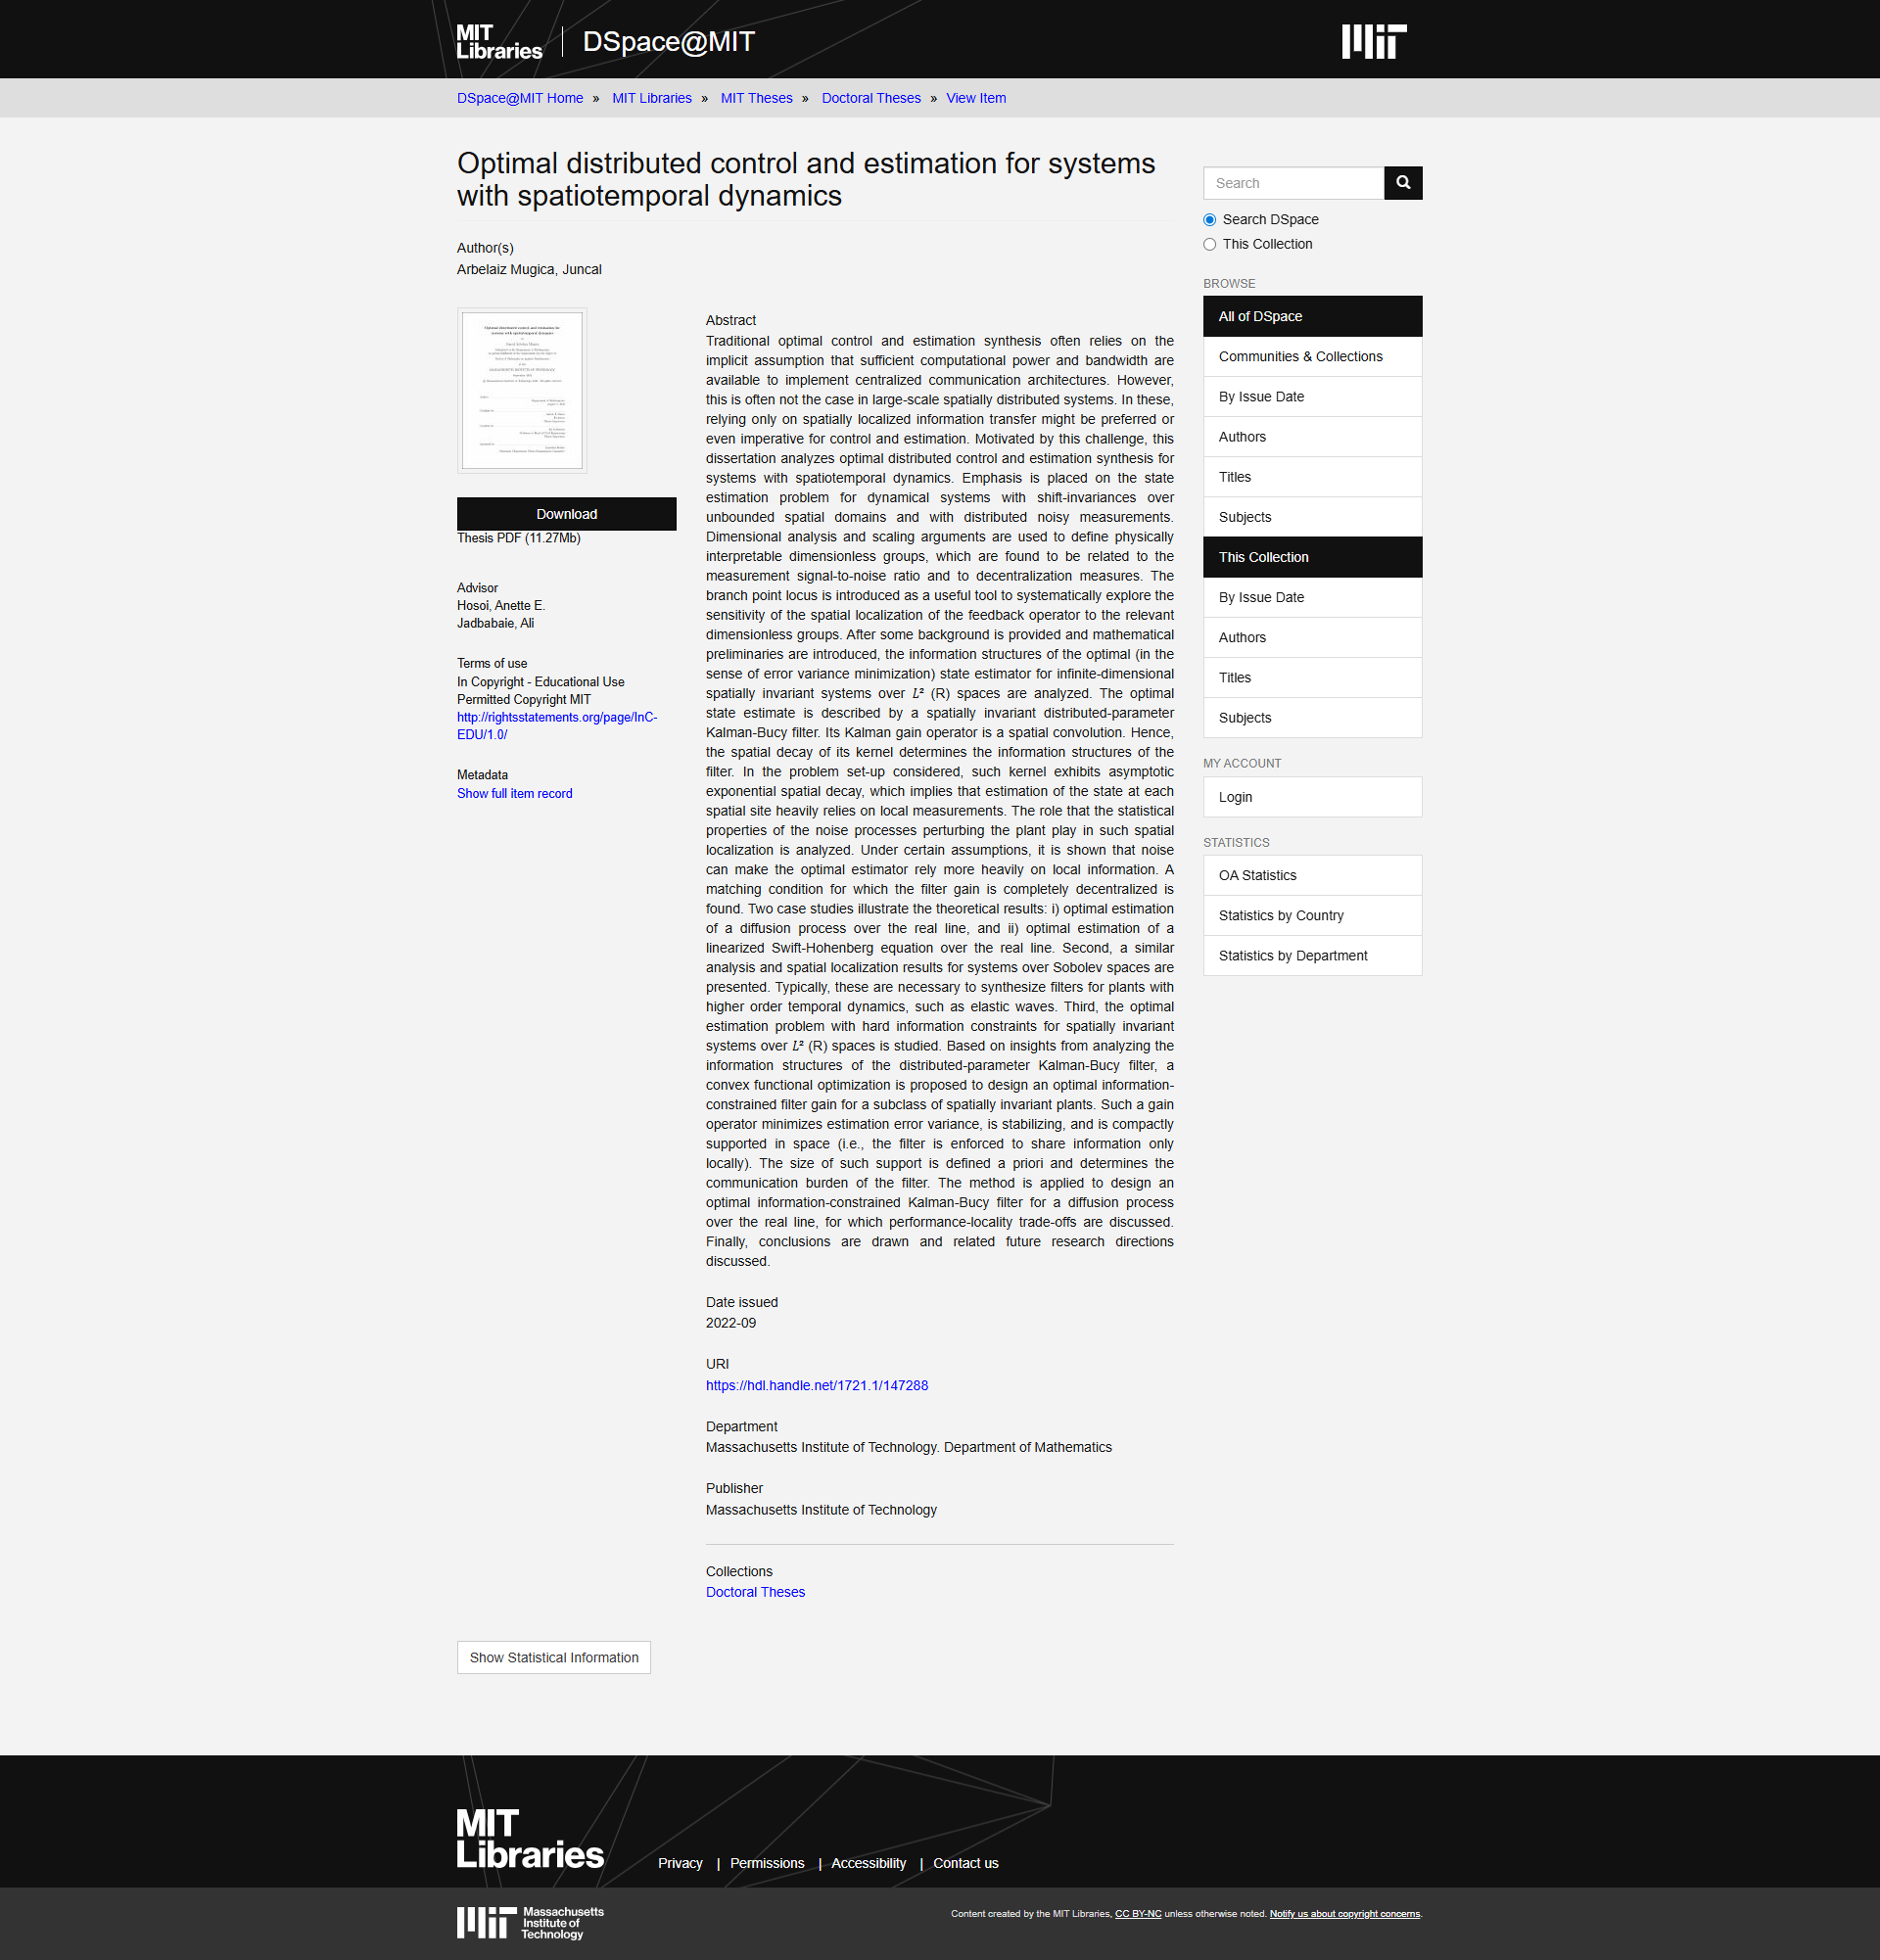 MIT
Libraries
DSpace@MIT
DSpace@MIT Home » MIT Libraries » MIT Theses » Doctoral Theses » View Item
Optimal distributed control and estimation for systems
with spatiotemporal dynamics
Author(s)
Arbelaiz Mugica, Juncal
Optimal distributed control and estimation for
systems with spatiotemporal dynamics
Download
Thesis PDF (11.27Mb)
Advisor
Hosoi, Anette E.
Jadbabaie, Ali
Terms of use
In Copyright - Educational Use
Permitted Copyright MIT
http://rightsstatements.org/page/InC-
EDU/1.0/
Metadata
Show full item record
Abstract
Traditional optimal control and estimation synthesis often relies on the
implicit assumption that sufficient computational power and bandwidth are
available to implement centralized communication architectures. However,
this is often not the case in large-scale spatially distributed systems. In these,
relying only on spatially localized information transfer might be preferred or
even imperative for control and estimation. Motivated by this challenge, this
dissertation analyzes optimal distributed control and estimation synthesis for
systems with spatiotemporal dynamics. Emphasis is placed on the state
estimation problem for dynamical systems with shift-invariances over
unbounded spatial domains and with distributed noisy measurements.
Dimensional analysis and scaling arguments are used to define physically
interpretable dimensionless groups, which are found to be related to the
measurement signal-to-noise ratio and to decentralization measures. The
branch point locus is introduced as a useful tool to systematically explore the
sensitivity of the spatial localization of the feedback operator to the relevant
dimensionless groups. After some background is provided and mathematical
preliminaries are introduced, the information structures of the optimal (in the
sense of error variance minimization) state estimator for infinite-dimensional
spatially invariant systems over 𝐿² (R) spaces are analyzed. The optimal
state estimate is described by a spatially invariant distributed-parameter
Kalman-Bucy filter. Its Kalman gain operator is a spatial convolution. Hence,
the spatial decay of its kernel determines the information structures of the
filter. In the problem set-up considered, such kernel exhibits asymptotic
exponential spatial decay, which implies that estimation of the state at each
spatial site heavily relies on local measurements. The role that the statistical
properties of the noise processes perturbing the plant play in such spatial
localization is analyzed. Under certain assumptions, it is shown that noise
can make the optimal estimator rely more heavily on local information. A
matching condition for which the filter gain is completely decentralized is
found. Two case studies illustrate the theoretical results: i) optimal estimation
of a diffusion process over the real line, and ii) optimal estimation of a
linearized Swift-Hohenberg equation over the real line. Second, a similar
analysis and spatial localization results for systems over Sobolev spaces are
presented. Typically, these are necessary to synthesize filters for plants with
higher order temporal dynamics, such as elastic waves. Third, the optimal
estimation problem with hard information constraints for spatially invariant
systems over 𝐿² (R) spaces is studied. Based on insights from analyzing the
information structures of the distributed-parameter Kalman-Bucy filter, a
convex functional optimization is proposed to design an optimal information-
constrained filter gain for a subclass of spatially invariant plants. Such a gain
operator minimizes estimation error variance, is stabilizing, and is compactly
supported in space (i.e., the filter is enforced to share information only
locally). The size of such support is defined a priori and determines the
communication burden of the filter. The method is applied to design an
optimal information-constrained Kalman-Bucy filter for a diffusion process
over the real line, for which performance-locality trade-offs are discussed.
Finally, conclusions are drawn and related future research directions
discussed.
Date issued
2022-09
URI
https://hdl.handle.net/1721.1/147288
Department
Massachusetts Institute of Technology. Department of Mathematics
Publisher
Massachusetts Institute of Technology
Collections
Doctoral Theses
Show Statistical Information
Search
Search DSpace
This Collection
BROWSE
All of DSpace
Communities & Collections
By Issue Date
Authors
Titles
Subjects
This Collection
By Issue Date
Authors
Titles
Subjects
MY ACCOUNT
Login
STATISTICS
OA Statistics
Statistics by Country
Statistics by Department
MIT
Libraries
Privacy | Permissions | Accessibility | Contact us
Massachusetts
Institute of
Technology
Content created by the MIT Libraries, CC BY-NC unless otherwise noted. Notify us about copyright concerns.